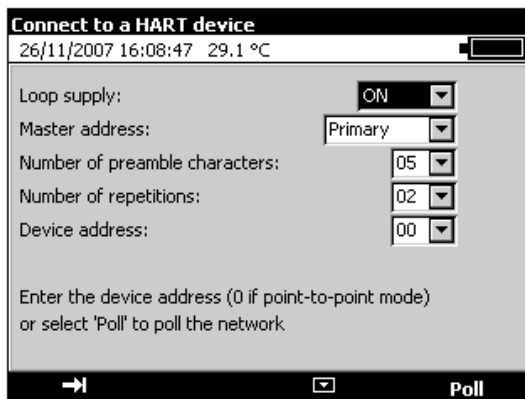 Connect to a HART device
26/11/2007 16:08:47 29.1 °C
Loop supply: ON
Master address: Primary
Number of preamble characters: 05
Number of repetitions: 02
Device address: 00
Enter the device address (0 if point-to-point mode)
or select 'Poll' to poll the network
Poll